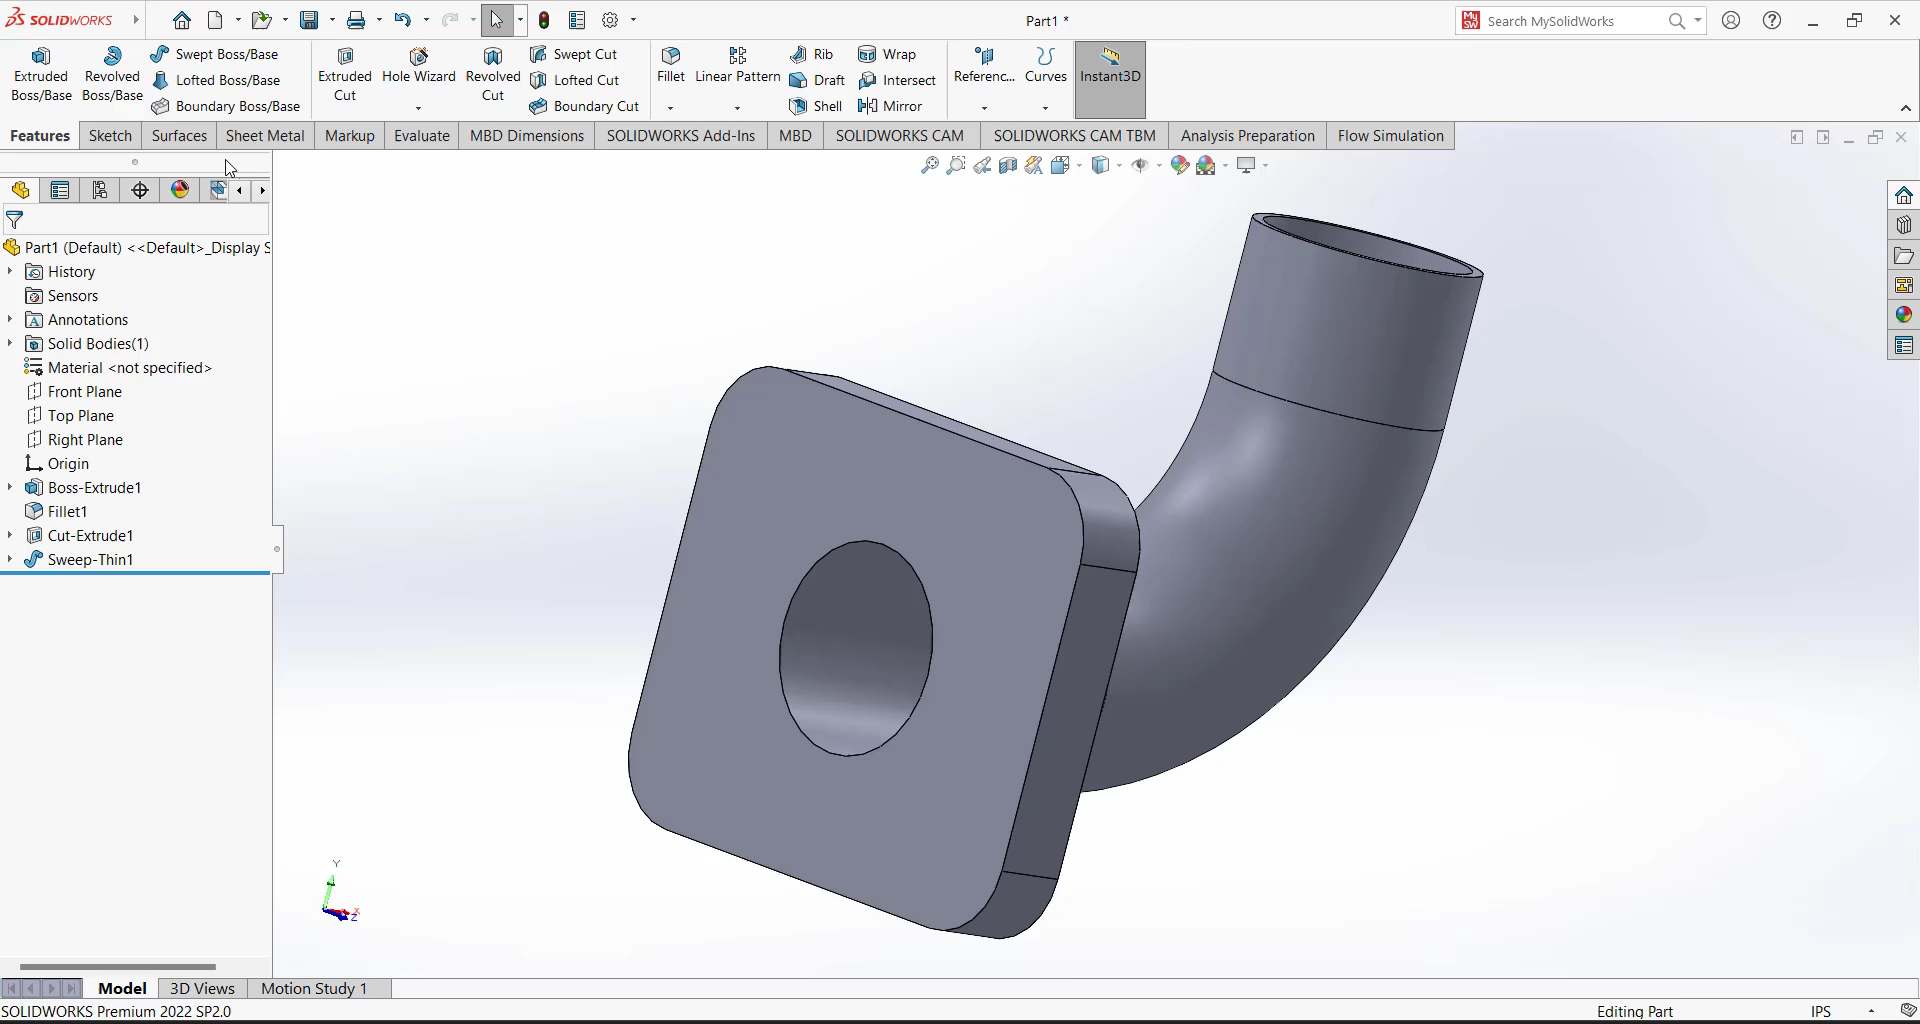 SOLIDWORKS
Part1 *
Search MySolidWorks
Extruded Boss/Base
Revolved Boss/Base
Swept Boss/Base
Lofted Boss/Base
Boundary Boss/Base
Extruded Cut
Hole Wizard
Revolved Cut
Swept Cut
Lofted Cut
Boundary Cut
Fillet
Linear Pattern
Rib
Draft
Shell
Wrap
Intersect
Mirror
Referenc...
Curves
Instant3D
Features
Sketch
Surfaces
Sheet Metal
Markup
Evaluate
MBD Dimensions
SOLIDWORKS Add-Ins
MBD
SOLIDWORKS CAM
SOLIDWORKS CAM TBM
Analysis Preparation
Flow Simulation
Part1 (Default) <<Default>_Display S
History
Sensors
Annotations
Solid Bodies(1)
Material <not specified>
Front Plane
Top Plane
Right Plane
Origin
Boss-Extrude1
Fillet1
Cut-Extrude1
Sweep-Thin1
Y
X
Z
Model
3D Views
Motion Study 1
SOLIDWORKS Premium 2022 SP2.0
Editing Part
IPS